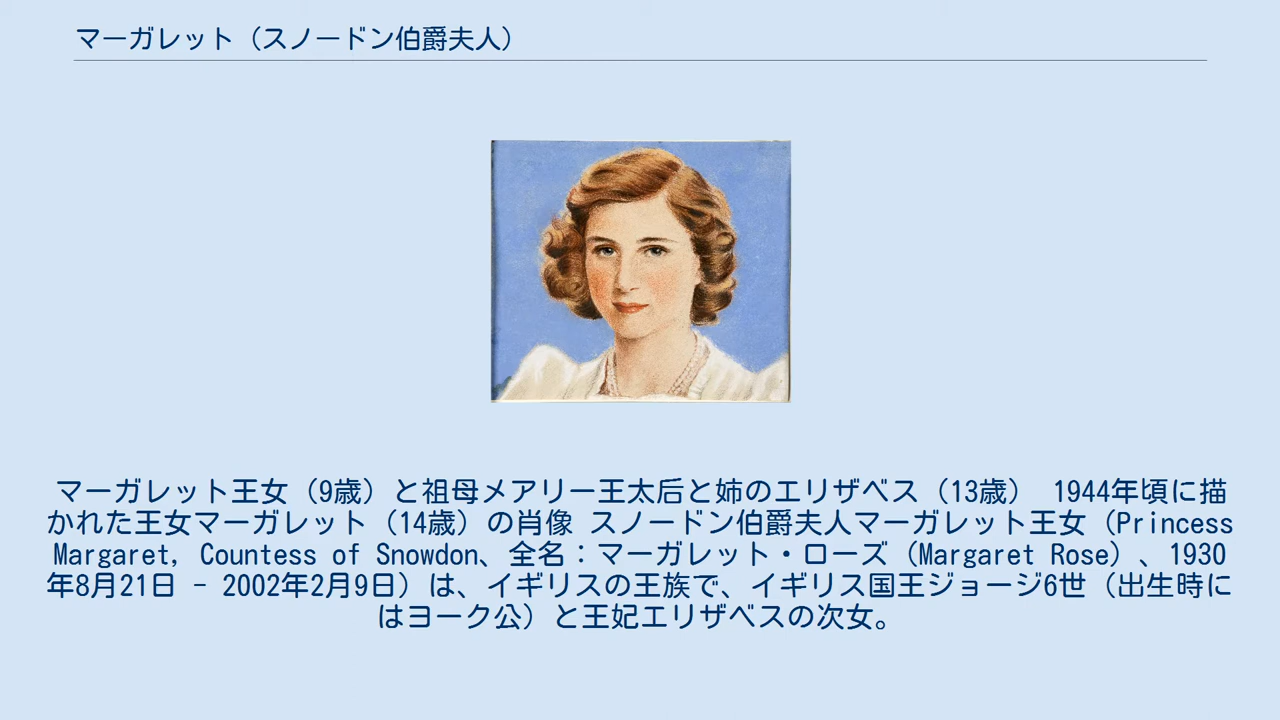 マーガレット（スノードン伯爵夫人）
マーガレット王女（9歳）と祖母メアリー王太后と姉のエリザベス（13歳） 1944年頃に描
かれた王女マーガレット（14歳）の肖像 スノードン伯爵夫人マーガレット王女（Princess
Margaret, Countess of Snowdon、全名：マーガレット・ローズ（Margaret Rose）、1930
年8月21日 - 2002年2月9日）は、イギリスの王族で、イギリス国王ジョージ6世（出生時に
はヨーク公）と王妃エリザベスの次女。